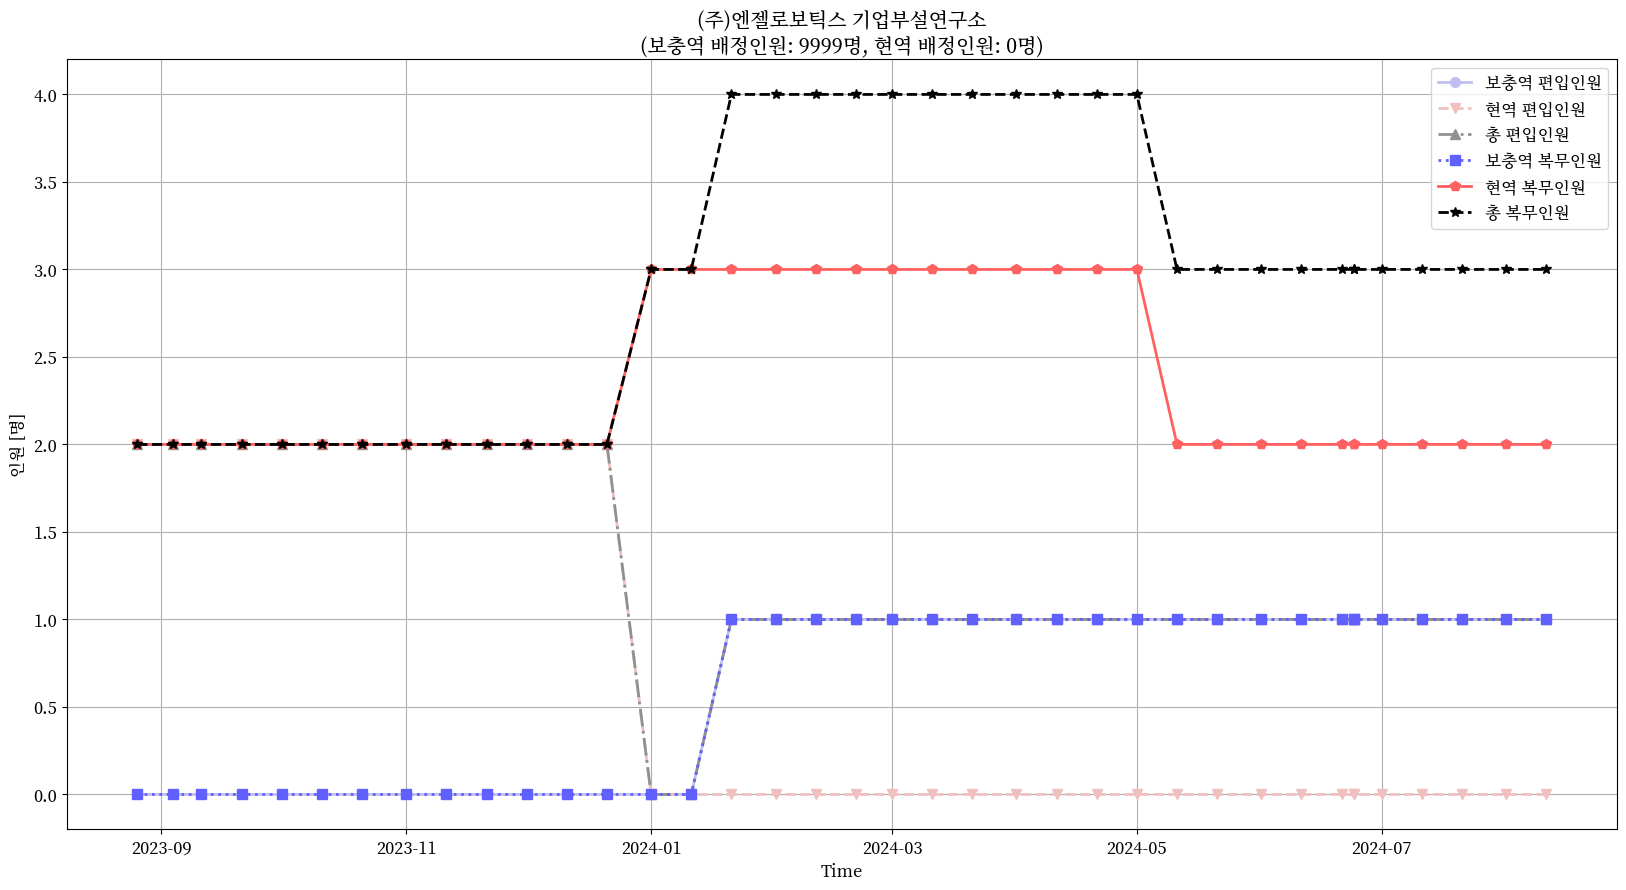 (주)엔젤로보틱스 기업부설연구소
(보충역 배정인원: 9999명, 현역 배정인원: 0명)
보충역 편입인원
현역 편입인원
총 편입인원
보충역 복무인원
현역 복무인원
총 복무인원
4.0
3.5
3.0
2.5
2.0
1.5
1.0
0.5
0.0
인원 [명]
2023-09
2023-11
2024-01
2024-03
2024-05
2024-07
Time